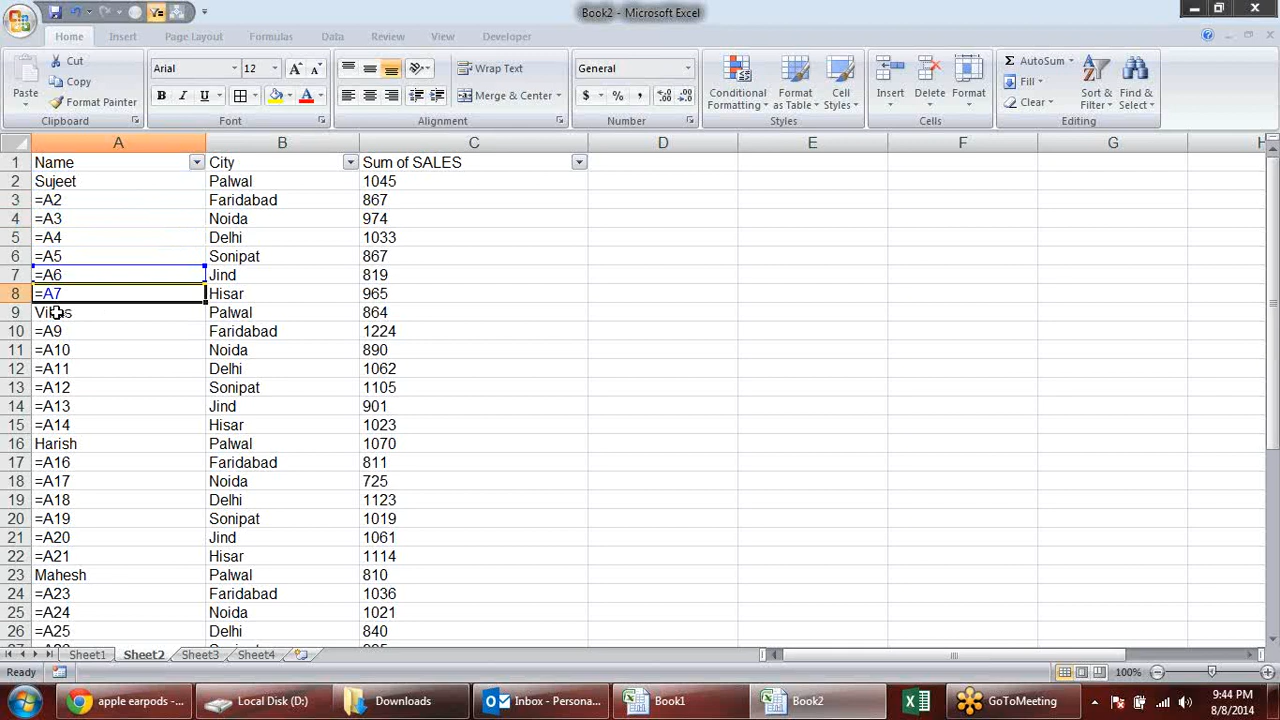 Book2 - Microsoft Excel
Home Insert Page Layout Formulas Data Review View Developer
Paste Cut Copy Format Painter Clipboard
Arial 12 Font
Wrap Text Merge & Center Alignment
General $ % , Number
Conditional Formatting Format as Table Cell Styles Styles
Insert Delete Format Cells
AutoSum Fill Clear Sort & Filter Find & Select Editing
A B C D E F G H
1 Name City Sum of SALES
2 Sujeet Palwal 1045
3 =A2 Faridabad 867
4 =A3 Noida 974
5 =A4 Delhi 1033
6 =A5 Sonipat 867
7 =A6 Jind 819
8 =A7 Hisar 965
9 Palwal 864
10 =A9 Faridabad 1224
11 =A10 Noida 890
12 =A11 Delhi 1062
13 =A12 Sonipat 1105
14 =A13 Jind 901
15 =A14 Hisar 1023
16 Harish Palwal 1070
17 =A16 Faridabad 811
18 =A17 Noida 725
19 =A18 Delhi 1123
20 =A19 Sonipat 1019
21 =A20 Jind 1061
22 =A21 Hisar 1114
23 Mahesh Palwal 810
24 =A23 Faridabad 1036
25 =A24 Noida 1021
26 =A25 Delhi 840
Sheet1 Sheet2 Sheet3 Sheet4
Ready 100%
apple earpods -... Local Disk (D:) Downloads Inbox - Persona... Book1 Book2 GoToMeeting 9:44 PM
8/8/2014